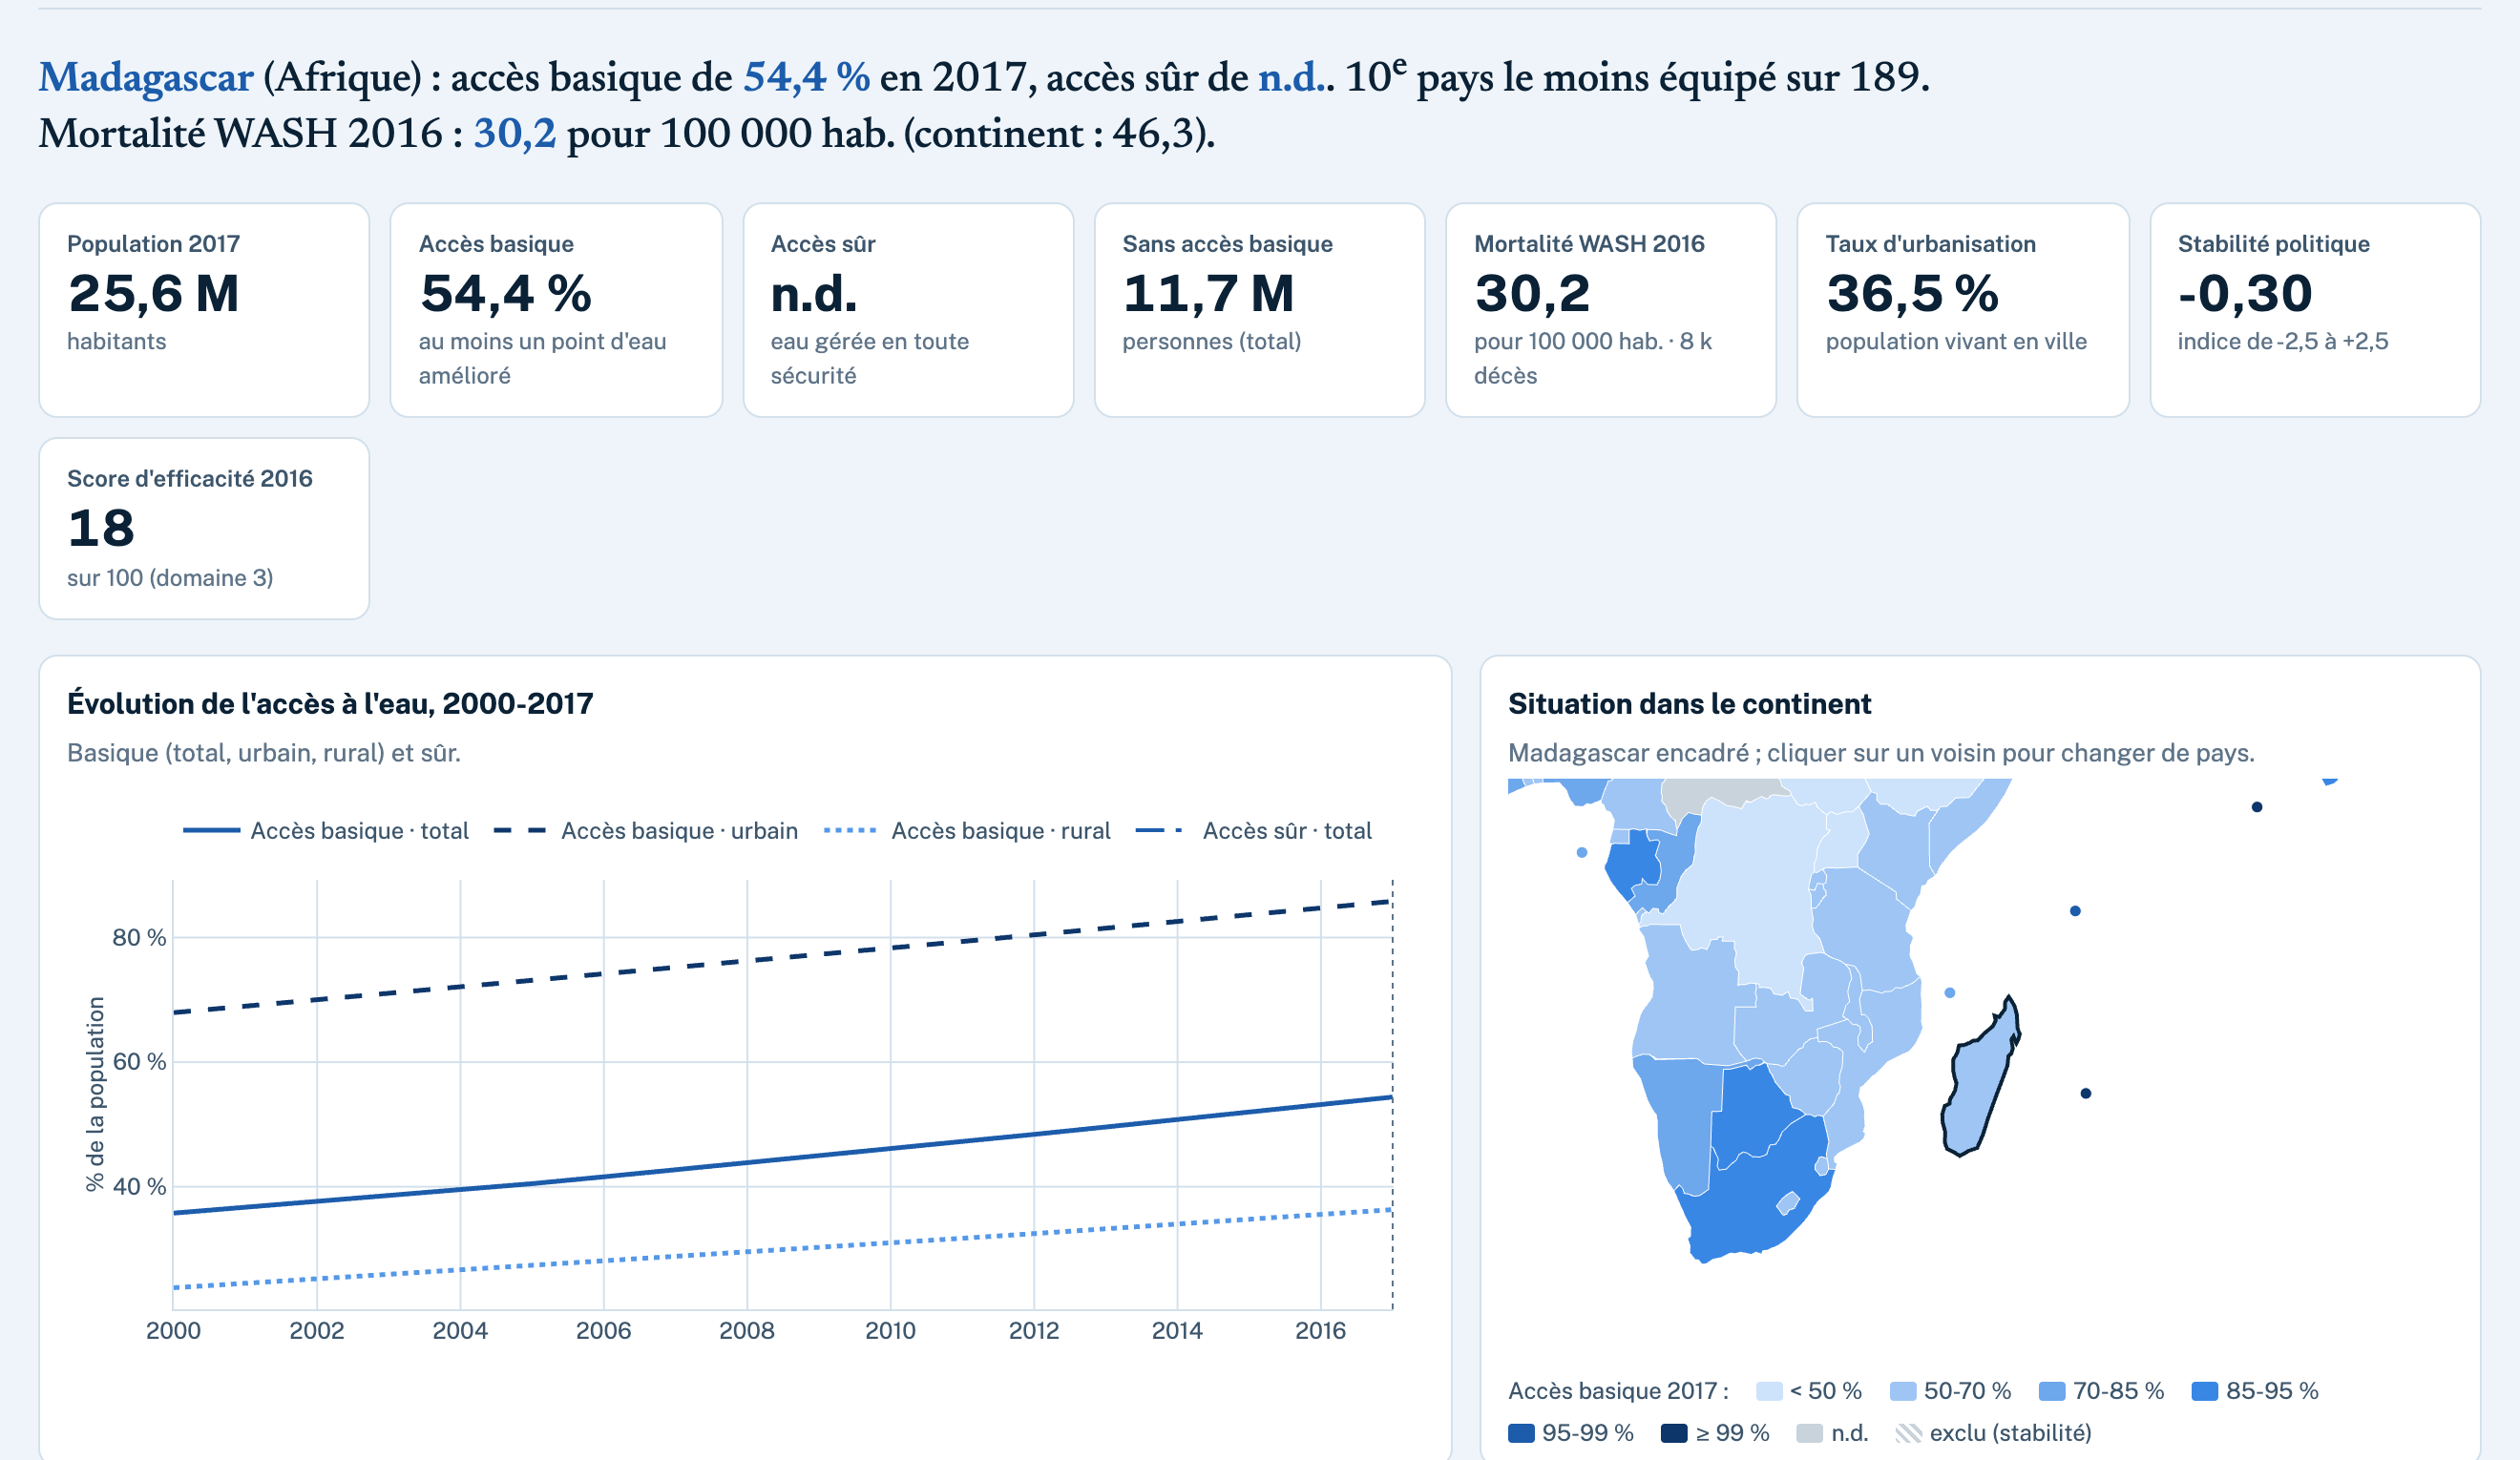 Madagascar (Afrique) : accès basique de 54,4 % en 2017, accès sûr de n.d.. 10e pays le moins équipé sur 189.
Mortalité WASH 2016 : 30,2 pour 100 000 hab. (continent : 46,3).
Population 2017
25,6 M
habitants
Accès basique
54,4 %
au moins un point d'eau
amélioré
Accès sûr
n.d.
eau gérée en toute
sécurité
Sans accès basique
11,7 M
personnes (total)
Mortalité WASH 2016
30,2
pour 100 000 hab. · 8 k
décès
Taux d'urbanisation
36,5 %
population vivant en ville
Stabilité politique
-0,30
indice de -2,5 à +2,5
Score d'efficacité 2016
18
sur 100 (domaine 3)
Évolution de l'accès à l'eau, 2000-2017
Basique (total, urbain, rural) et sûr.
Accès basique · total
Accès basique · urbain
Accès basique · rural
Accès sûr · total
% de la population
80 %
60 %
40 %
2000 2002 2004 2006 2008 2010 2012 2014 2016
Situation dans le continent
Madagascar encadré ; cliquer sur un voisin pour changer de pays.
Accès basique 2017 : < 50 % 50-70 % 70-85 % 85-95 %
95-99 % ≥ 99 % n.d. exclu (stabilité)